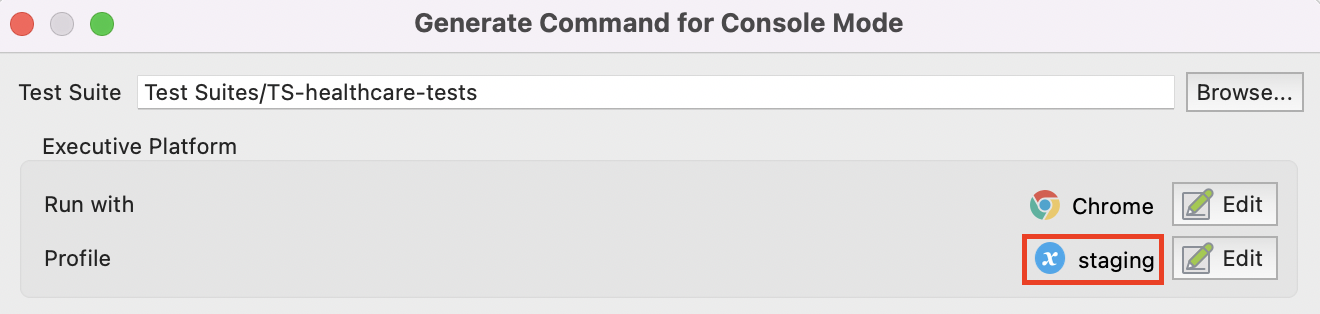 Generate Command for Console Mode
Test Suite Test Suites/TS-healthcare-tests Browse...
Executive Platform
Run with Chrome Edit
Profile x staging Edit